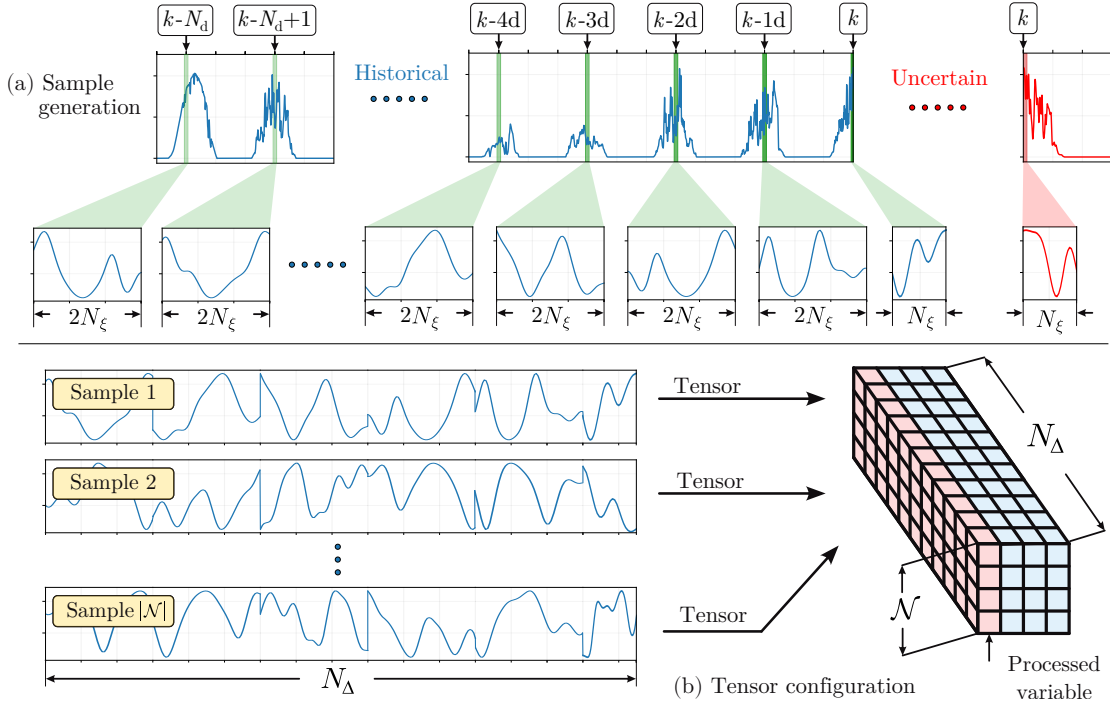 k-N_d
k-N_d+1
k-4d
k-3d
k-2d
k-1d
k
k
(a) Sample
generation
Historical
Uncertain
2N_ξ
2N_ξ
2N_ξ
2N_ξ
2N_ξ
2N_ξ
N_ξ
N_ξ
Sample 1
Tensor
Sample 2
Tensor
N_Δ
Sample |𝒩|
Tensor
𝒩
N_Δ
(b) Tensor configuration
Processed
variable